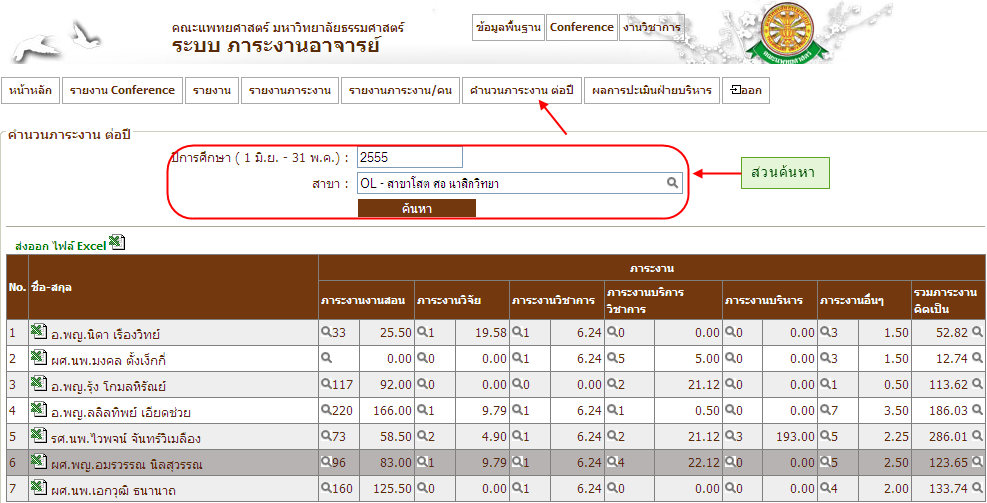 คณะแพทยศาสตร์ มหาวิทยาลัยธรรมศาสตร์
ระบบ ภาระงานอาจารย์
ข้อมูลพื้นฐาน Conference งานวิชาการ
หน้าหลัก รายงาน Conference รายงาน รายงานภาระงาน รายงานภาระงาน/คน คำนวนภาระงาน ต่อปี ผลการประเมินฝ่ายบริหาร ออก
คำนวนภาระงาน ต่อปี
ปีการศึกษา ( 1 มิ.ย. - 31 พ.ค.) : 2555
สาขา : OL - สาขาโสต ศอ นาสิกวิทยา
ส่วนค้นหา
ค้นหา
ส่งออก ไฟล์ Excel
No. ชื่อ-สกุล ภาระงาน
ภาระงานงานสอน ภาระงานวิจัย ภาระงานวิชาการ ภาระงานบริการ วิชาการ ภาระงานบริหาร ภาระงานอื่นๆ รวมภาระงาน คิดเป็น
1 อ.พญ.นิดา เรืองวิทย์ 33 25.50 1 19.58 1 6.24 0 0.00 0 0.00 3 1.50 52.82
2 ผศ.นพ.มงคล ตั้งเง็กกี่ 0.00 0 0.00 1 6.24 5 5.00 0 0.00 3 1.50 12.74
3 อ.พญ.รุ้ง โกมลหิรัณย์ 117 92.00 0 0.00 0 0.00 2 21.12 0 0.00 1 0.50 113.62
4 อ.พญ.ลลิลทิพย์ เอียดช่วย 220 166.00 1 9.79 1 6.24 1 0.50 0 0.00 7 3.50 186.03
5 รศ.นพ.ไวพจน์ จันทร์วิเมลือง 73 58.50 2 4.90 1 6.24 2 21.12 3 193.00 5 2.25 286.01
6 ผศ.พญ.อมรวรรณ นิลสุวรรณ 96 83.00 1 9.79 1 6.24 4 22.12 0 0.00 5 2.50 123.65
7 ผศ.นพ.เอกวุฒิ ธนานาถ 160 125.50 1 0.00 1 6.24 0 0.00 0 0.00 4 2.00 133.74